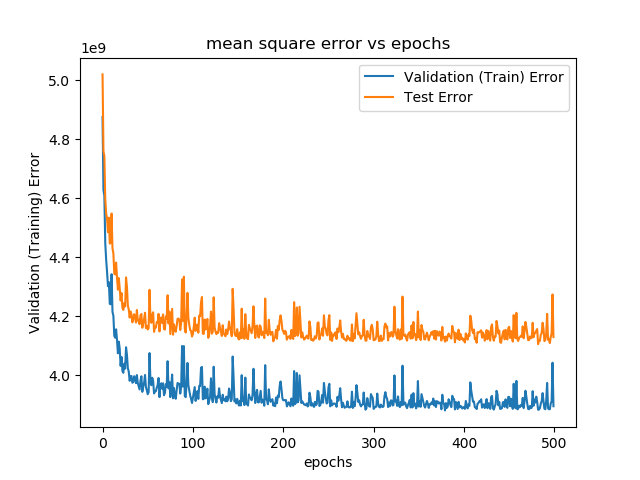 mean square error vs epochs
1e9
Validation (Train) Error
Test Error
5.0
4.8
4.6
4.4
4.2
4.0
Validation (Training) Error
0 100 200 300 400 500
epochs